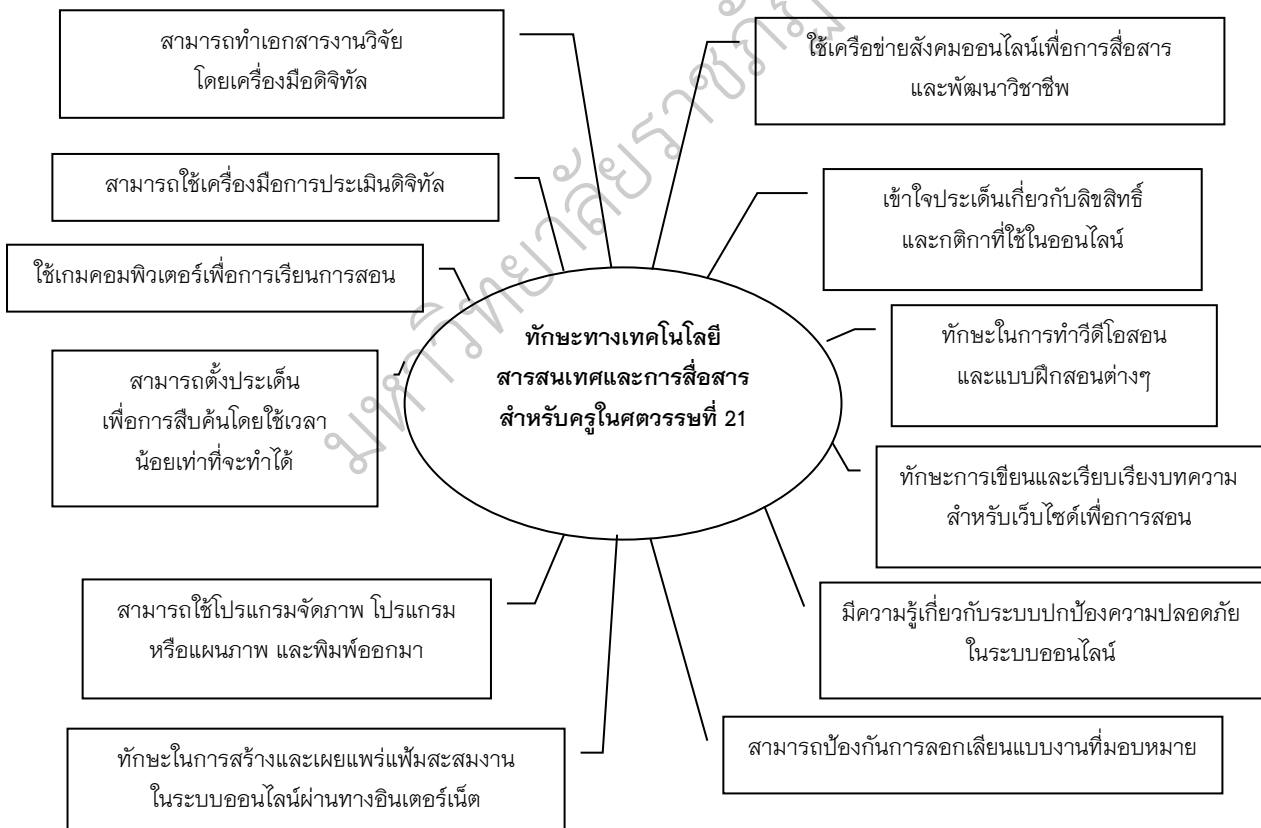 สามารถทำเอกสารงานวิจัย
โดยเครื่องมือดิจิทัล
ใช้เครือข่ายสังคมออนไลน์เพื่อการสื่อสาร
และพัฒนาวิชาชีพ
สามารถใช้เครื่องมือการประเมินดิจิทัล
เข้าใจประเด็นเกี่ยวกับลิขสิทธิ์
และกติกาที่ใช้ในออนไลน์
ใช้เกมคอมพิวเตอร์เพื่อการเรียนการสอน
ทักษะทางเทคโนโลยี
สารสนเทศและการสื่อสาร
สำหรับครูในศตวรรษที่ 21
ทักษะในการทำวีดีโอสอน
และแบบฝึกสอนต่างๆ
สามารถตั้งประเด็น
เพื่อการสืบค้นโดยใช้เวลา
น้อยเท่าที่จะทำได้
ทักษะการเขียนและเรียบเรียงบทความ
สำหรับเว็บไซด์เพื่อการสอน
สามารถใช้โปรแกรมจัดภาพ โปรแกรม
หรือแผนภาพ และพิมพ์ออกมา
มีความรู้เกี่ยวกับระบบปกป้องความปลอดภัย
ในระบบออนไลน์
ทักษะในการสร้างและเผยแพร่แฟ้มสะสมงาน
ในระบบออนไลน์ผ่านทางอินเตอร์เน็ต
สามารถป้องกันการลอกเลียนแบบงานที่มอบหมาย
มหาวิทยาลัยราชภัฏ